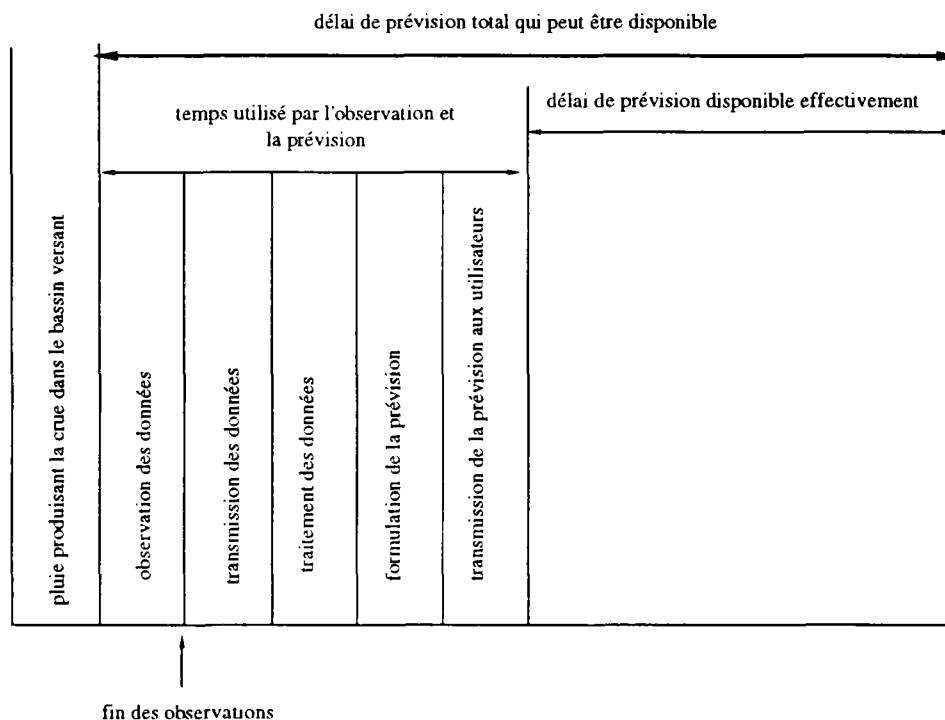 délai de prévision total qui peut être disponible
temps utilisé par l'observation et
la prévision
délai de prévision disponible effectivement
pluie produisant la crue dans le bassin versant
observation des données
transmission des données
traitement des données
formulation de la prévision
transmission de la prévision aux utilisateurs
fin des observations